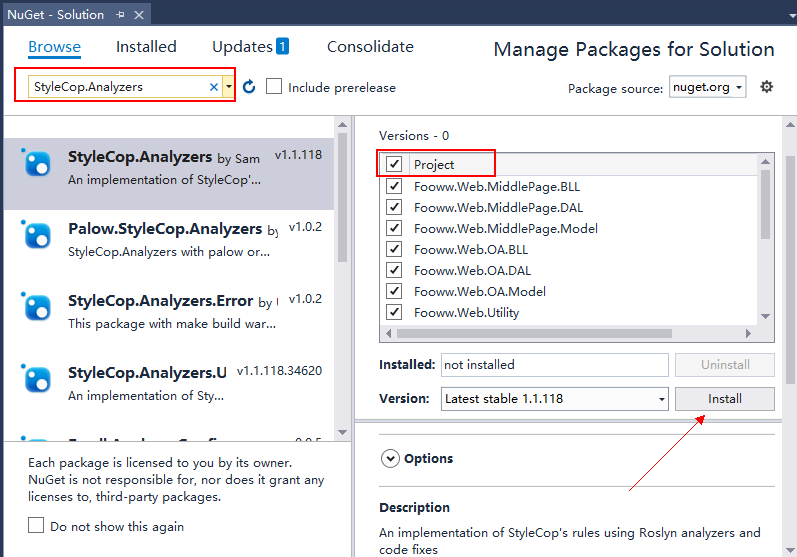 NuGet - Solution
Browse Installed Updates 1 Consolidate
Manage Packages for Solution
StyleCop.Analyzers
Include prerelease
Package source: nuget.org
StyleCop.Analyzers by Sam v1.1.118
An implementation of StyleCop's...
Palow.StyleCop.Analyzers by v1.0.2
StyleCop.Analyzers with palow or...
StyleCop.Analyzers.Error by v1.0.2
This package with make build war...
StyleCop.Analyzers.U v1.1.118.34620
An implementation of Sty...
Each package is licensed to you by its owner.
NuGet is not responsible for, nor does it grant any
licenses to, third-party packages.
Do not show this again
Versions - 0
Project
Fooww.Web.MiddlePage.BLL
Fooww.Web.MiddlePage.DAL
Fooww.Web.MiddlePage.Model
Fooww.Web.OA.BLL
Fooww.Web.OA.DAL
Fooww.Web.OA.Model
Fooww.Web.Utility
Installed: not installed Uninstall
Version: Latest stable 1.1.118 Install
Options
Description
An implementation of StyleCop's rules using Roslyn analyzers and
code fixes